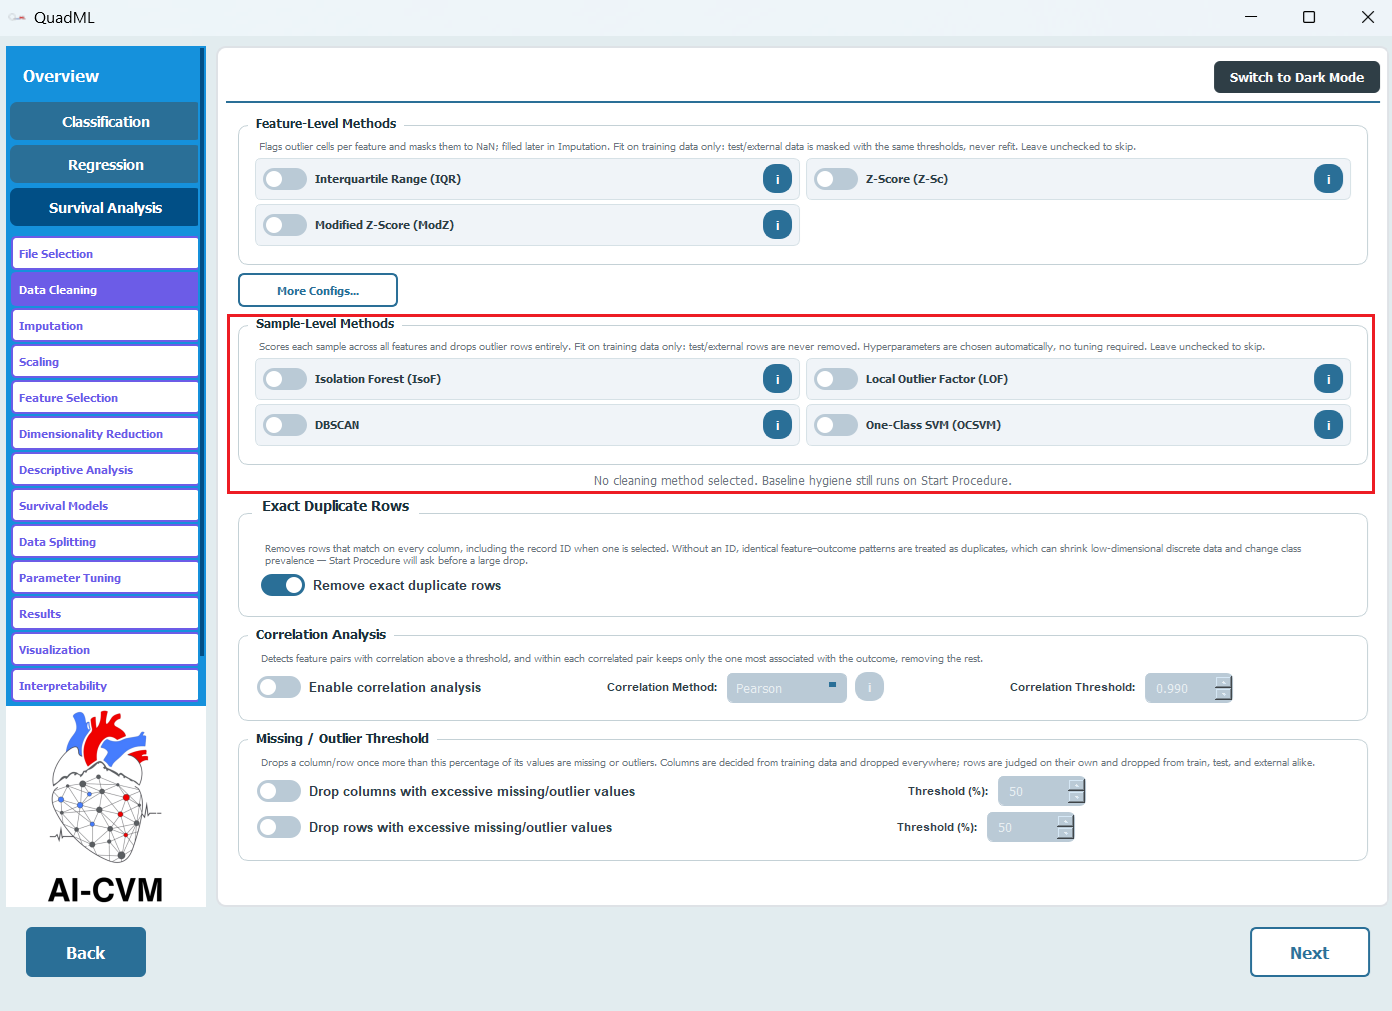 QuadML
Overview
Classification
Regression
Survival Analysis
File Selection
Data Cleaning
Imputation
Scaling
Feature Selection
Dimensionality Reduction
Descriptive Analysis
Survival Models
Data Splitting
Parameter Tuning
Results
Visualization
Interpretability
AI-CVM
Switch to Dark Mode
Feature-Level Methods
Flags outlier cells per feature and masks them to NaN; filled later in Imputation. Fit on training data only: test/external data is masked with the same thresholds, never refit. Leave unchecked to skip.
Interquartile Range (IQR) i
Z-Score (Z-Sc) i
Modified Z-Score (ModZ) i
More Configs...
Sample-Level Methods
Scores each sample across all features and drops outlier rows entirely. Fit on training data only: test/external rows are never removed. Hyperparameters are chosen automatically, no tuning required. Leave unchecked to skip.
Isolation Forest (IsoF) i
Local Outlier Factor (LOF) i
DBSCAN i
One-Class SVM (OCSVM) i
No cleaning method selected. Baseline hygiene still runs on Start Procedure.
Exact Duplicate Rows
Removes rows that match on every column, including the record ID when one is selected. Without an ID, identical feature–outcome patterns are treated as duplicates, which can shrink low-dimensional discrete data and change class
prevalence — Start Procedure will ask before a large drop.
Remove exact duplicate rows
Correlation Analysis
Detects feature pairs with correlation above a threshold, and within each correlated pair keeps only the one most associated with the outcome, removing the rest.
Enable correlation analysis
Correlation Method: Pearson i
Correlation Threshold: 0.990
Missing / Outlier Threshold
Drops a column/row once more than this percentage of its values are missing or outliers. Columns are decided from training data and dropped everywhere; rows are judged on their own and dropped from train, test, and external alike.
Drop columns with excessive missing/outlier values
Threshold (%): 50
Drop rows with excessive missing/outlier values
Threshold (%): 50
Back
Next